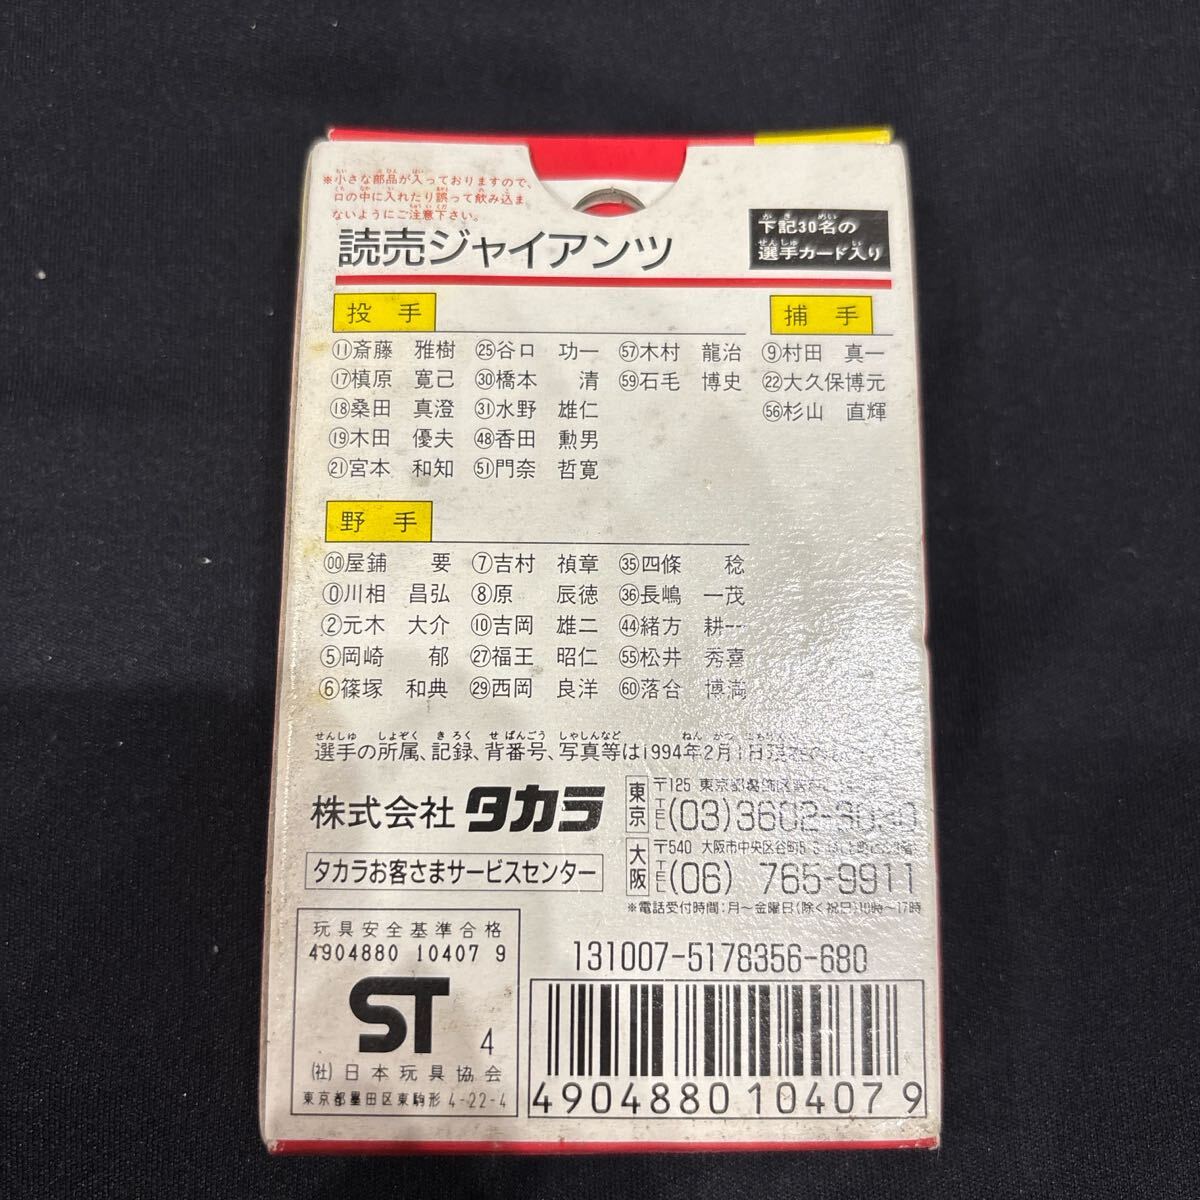 ※小さな部品が入っておりますので、
口の中に入れたり誤って飲み込ま
ないようにご注意下さい。
下記30名の
選手カード入り
読売ジャイアンツ
投 手
⑪斎藤 雅樹 ㉕谷口 功一 57木村 龍治
⑰槙原 寛己 ㉚橋本 清 59石毛 博史
⑱桑田 真澄 ㉛水野 雄仁
⑲木田 優夫 ㊽香田 勲男
㉑宮本 和知 51門奈 哲寛
捕 手
⑨村田 真一
㉒大久保博元
56杉山 直輝
野 手
00屋鋪 要 ⑦吉村 禎章 ㉟四條 稔
⓪川相 昌弘 ⑧原 辰徳 ㊱長嶋 一茂
②元木 大介 ⑩吉岡 雄二 ㊹緒方 耕一
⑤岡崎 郁 ㉗福王 昭仁 55松井 秀喜
⑥篠塚 和典 ㉙西岡 良洋 60落合 博満
選手の所属、記録、背番号、写真等は1994年2月1日
株式会社 タカラ
タカラお客さまサービスセンター
東京 〒125 東京都葛飾区
TEL (03)3602-3030
大阪 〒540 大阪市中央区谷町
TEL (06) 765-9911
※電話受付時間:月~金曜日(除く祝日)10時~17時
玩具安全基準合格
4904880 10407 9
ST 4
(社)日本玩具協会
東京都墨田区東駒形 4-22-4
131007-5178356-680
4904880104079